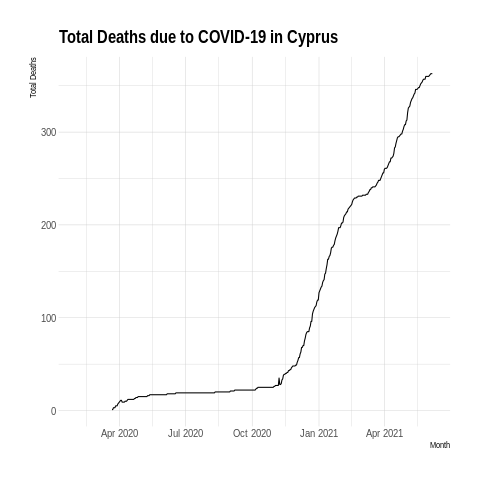 Total Deaths due to COVID-19 in Cyprus
Total Deaths
300
200
100
0
Apr 2020 Jul 2020 Oct 2020 Jan 2021 Apr 2021
Month